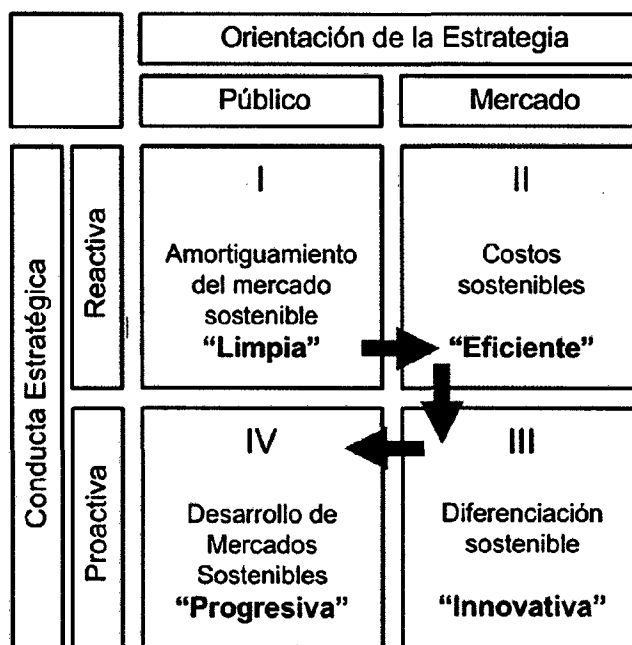 Orientación de la Estrategia
Público
Mercado
Conducta Estratégica
Reactiva
I
Amortiguamiento
del mercado
sostenible
“Limpia”
II
Costos
sostenibles
“Eficiente”
Proactiva
IV
Desarrollo de
Mercados
Sostenibles
“Progresiva”
III
Diferenciación
sostenible
“Innovativa”